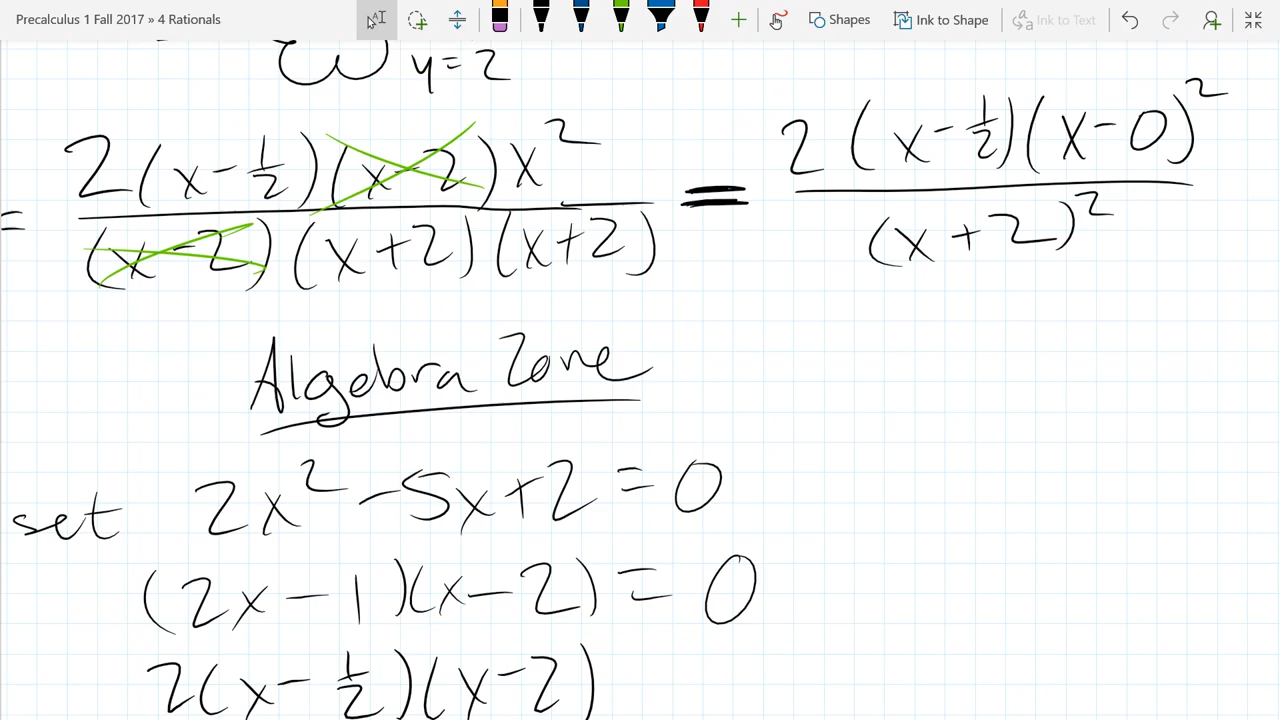 Precalculus 1 Fall 2017 » 4 Rationals
Shapes
Ink to Shape
Ink to Text
y = 2
= 2(x - 1/2)(x - 2)x² / (x - 2)(x + 2)(x + 2) = 2(x - 1/2)(x - 0)² / (x + 2)²
Algebra Zone
set 2x² - 5x + 2 = 0
(2x - 1)(x - 2) = 0
2(x - 1/2)(x - 2)